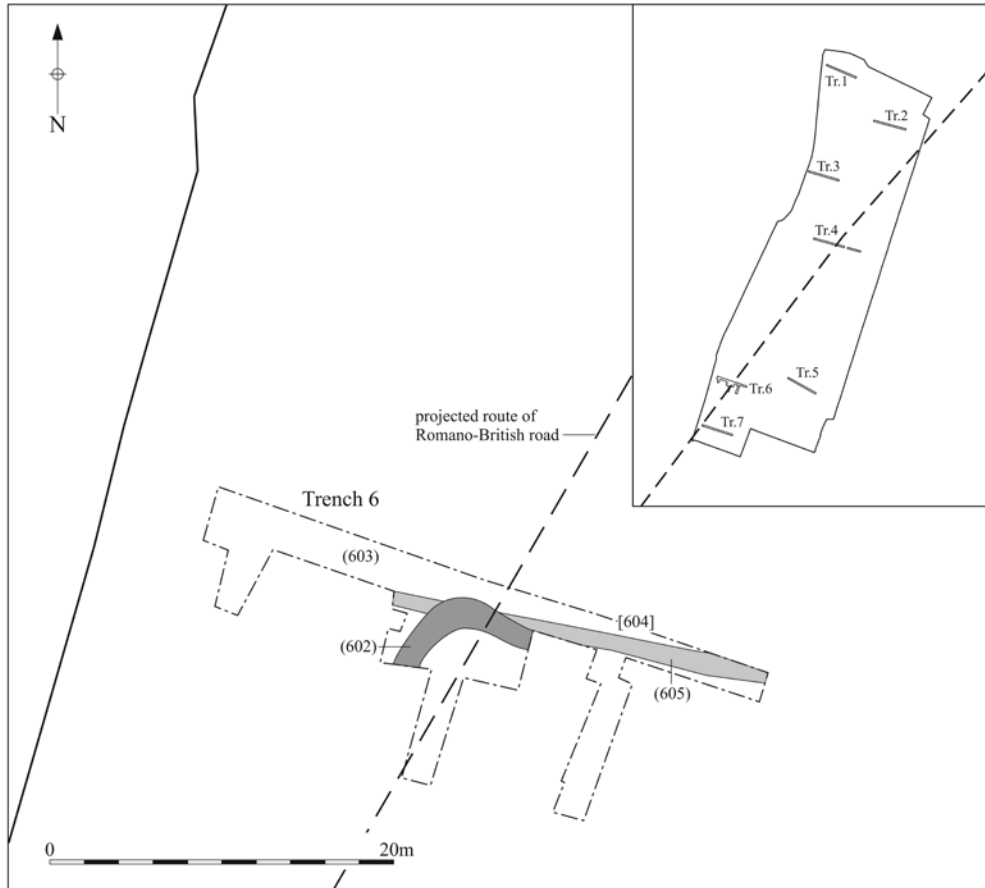 N
Tr.1
Tr.2
Tr.3
Tr.4
Tr.5
Tr.6
Tr.7
projected route of
Romano-British road
Trench 6
(603)
[604]
(602)
(605)
0
20m